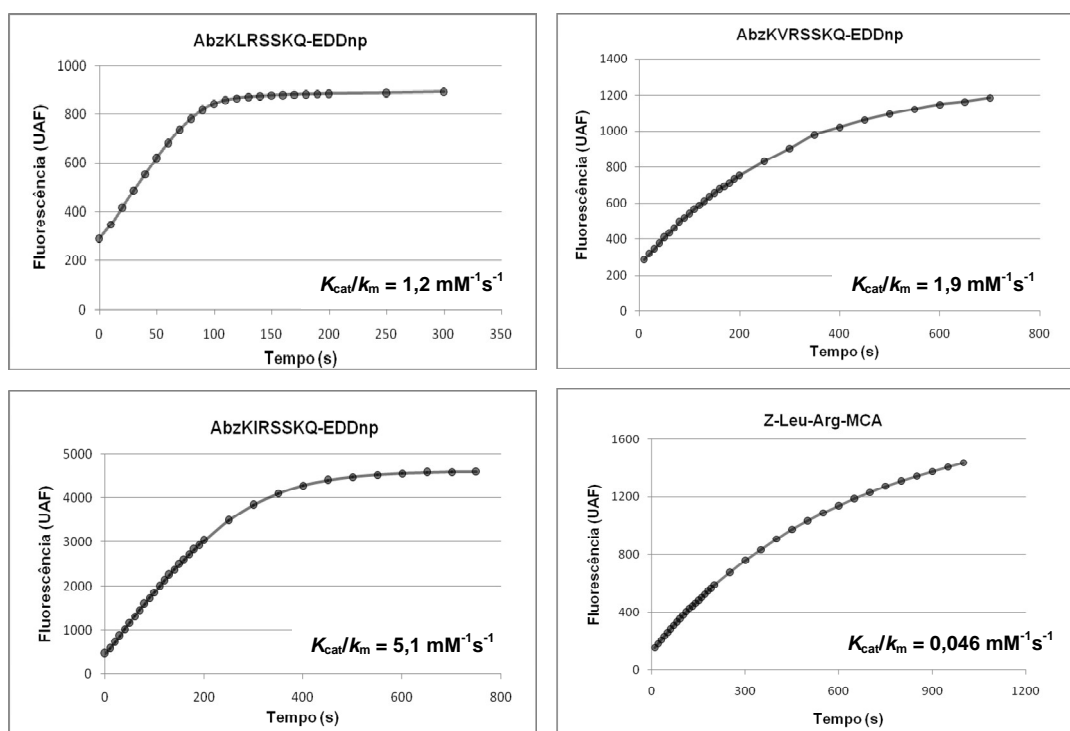 AbzKLRSSKQ-EDDnp
Fluorescência (UAF)
1000
800
600
400
200
0
0 50 100 150 200 250 300 350
Tempo (s)
Kcat/km = 1,2 mM⁻¹s⁻¹
AbzKVRSSKQ-EDDnp
Fluorescência (UAF)
1400
1200
1000
800
600
400
200
0
0 200 400 600 800
Tempo (s)
Kcat/km = 1,9 mM⁻¹s⁻¹
AbzKIRSSKQ-EDDnp
Fluorescência (UAF)
5000
4000
3000
2000
1000
0
0 200 400 600 800
Tempo (s)
Kcat/km = 5,1 mM⁻¹s⁻¹
Z-Leu-Arg-MCA
Fluorescência (UAF)
1600
1200
800
400
0
0 300 600 900 1200
Tempo (s)
Kcat/km = 0,046 mM⁻¹s⁻¹